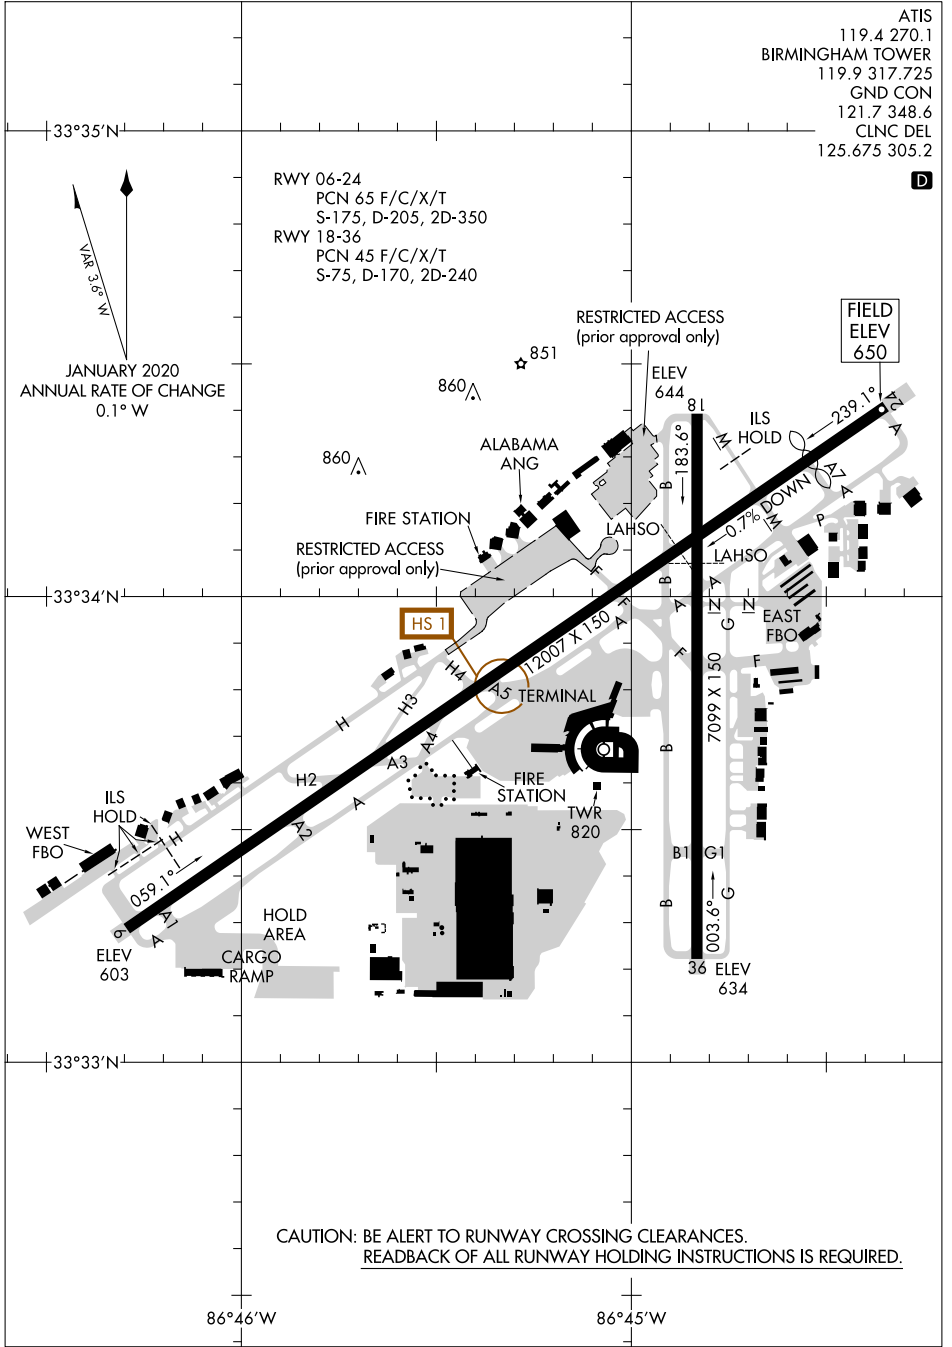 ATIS
119.4 270.1
BIRMINGHAM TOWER
119.9 317.725
GND CON
121.7 348.6
CLNC DEL
125.675 305.2
D
33°35'N
RWY 06-24
PCN 65 F/C/X/T
S-175, D-205, 2D-350
RWY 18-36
PCN 45 F/C/X/T
S-75, D-170, 2D-240
VAR 3.6° W
JANUARY 2020
ANNUAL RATE OF CHANGE
0.1° W
RESTRICTED ACCESS
(prior approval only)
FIELD
ELEV
650
851
860
ELEV
644
18
24
239.1°
ILS
HOLD
M
A
183.6°
B
ALABAMA
ANG
860
A7
A
0.7% DOWN
M
P
FIRE STATION
LAHSO
RESTRICTED ACCESS
(prior approval only)
LAHSO
33°34'N
F
B
A
F
A
A
N
N
G
EAST
FBO
HS 1
12007 X 150
F
F
H4
A5
TERMINAL
7099 X 150
H3
H
A4
B
A3
H2
FIRE
STATION
A
ILS
HOLD
TWR
820
WEST
FBO
H
A2
B1
G1
059.1°
B
003.6°
G
A1
6
A
HOLD
AREA
ELEV
603
CARGO
RAMP
36
ELEV
634
33°33'N
CAUTION: BE ALERT TO RUNWAY CROSSING CLEARANCES.
READBACK OF ALL RUNWAY HOLDING INSTRUCTIONS IS REQUIRED.
86°46'W
86°45'W